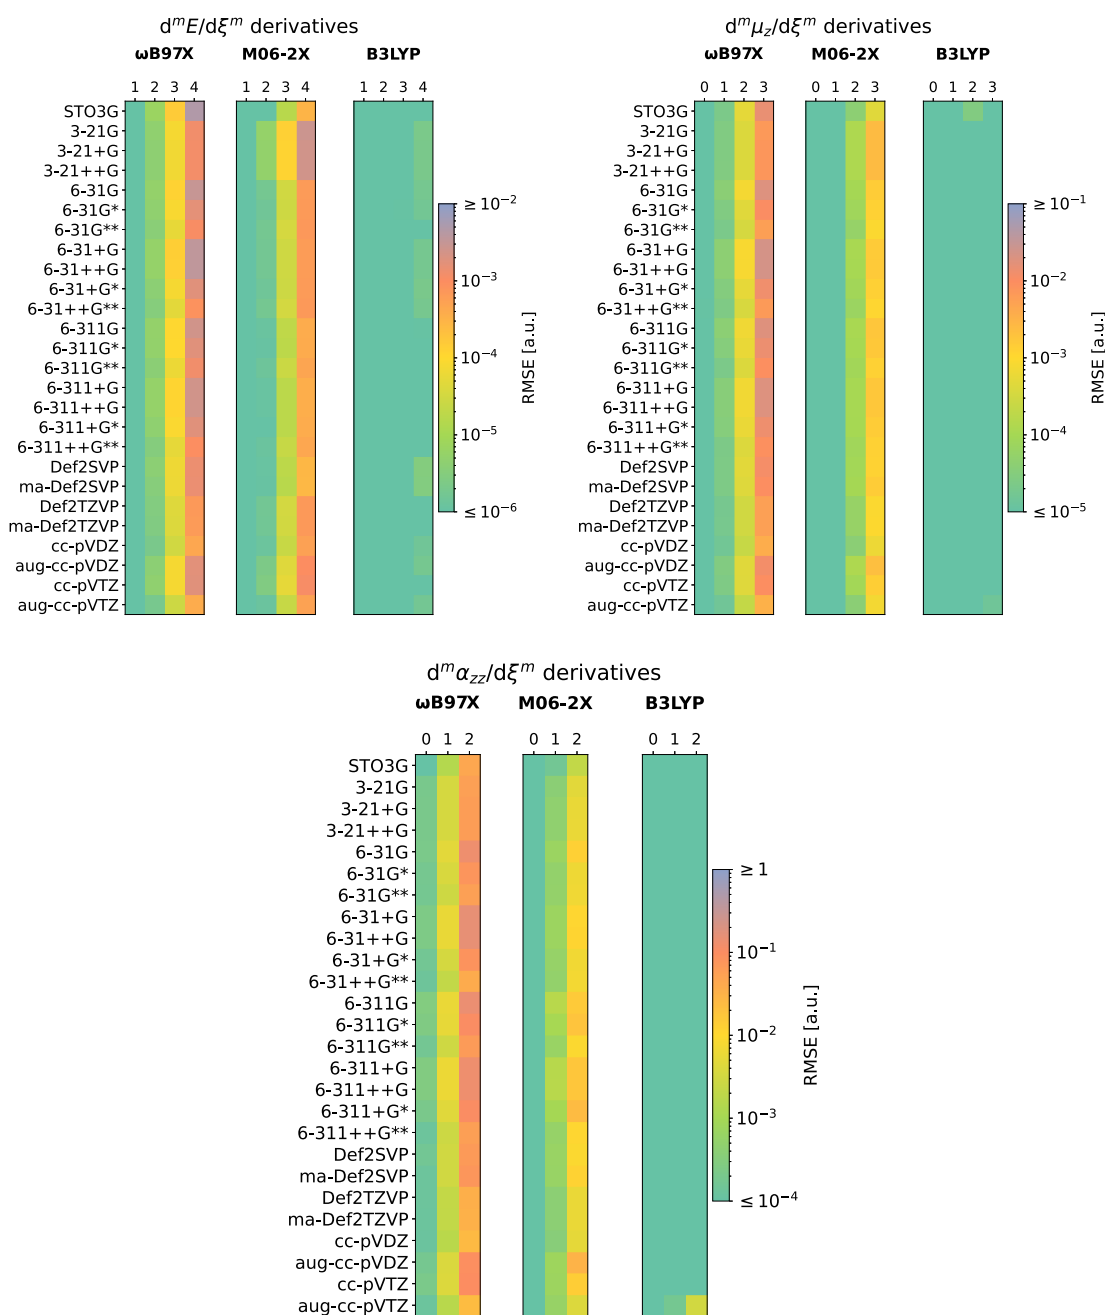 dᵐE/dξᵐ derivatives
ωB97X M06-2X B3LYP
1 2 3 4 1 2 3 4 1 2 3 4
STO3G
3-21G
3-21+G
3-21++G
6-31G
6-31G*
6-31G**
6-31+G
6-31++G
6-31+G*
6-31++G**
6-311G
6-311G*
6-311G**
6-311+G
6-311++G
6-311+G*
6-311++G**
Def2SVP
ma-Def2SVP
Def2TZVP
ma-Def2TZVP
cc-pVDZ
aug-cc-pVDZ
cc-pVTZ
aug-cc-pVTZ
≥ 10⁻²
10⁻³
10⁻⁴
10⁻⁵
≤ 10⁻⁶
RMSE [a.u.]
dᵐμ_z/dξᵐ derivatives
ωB97X M06-2X B3LYP
0 1 2 3 0 1 2 3 0 1 2 3
STO3G
3-21G
3-21+G
3-21++G
6-31G
6-31G*
6-31G**
6-31+G
6-31++G
6-31+G*
6-31++G**
6-311G
6-311G*
6-311G**
6-311+G
6-311++G
6-311+G*
6-311++G**
Def2SVP
ma-Def2SVP
Def2TZVP
ma-Def2TZVP
cc-pVDZ
aug-cc-pVDZ
cc-pVTZ
aug-cc-pVTZ
≥ 10⁻¹
10⁻²
10⁻³
10⁻⁴
≤ 10⁻⁵
RMSE [a.u.]
dᵐα_zz/dξᵐ derivatives
ωB97X M06-2X B3LYP
0 1 2 0 1 2 0 1 2
STO3G
3-21G
3-21+G
3-21++G
6-31G
6-31G*
6-31G**
6-31+G
6-31++G
6-31+G*
6-31++G**
6-311G
6-311G*
6-311G**
6-311+G
6-311++G
6-311+G*
6-311++G**
Def2SVP
ma-Def2SVP
Def2TZVP
ma-Def2TZVP
cc-pVDZ
aug-cc-pVDZ
cc-pVTZ
aug-cc-pVTZ
≥ 1
10⁻¹
10⁻²
10⁻³
≤ 10⁻⁴
RMSE [a.u.]